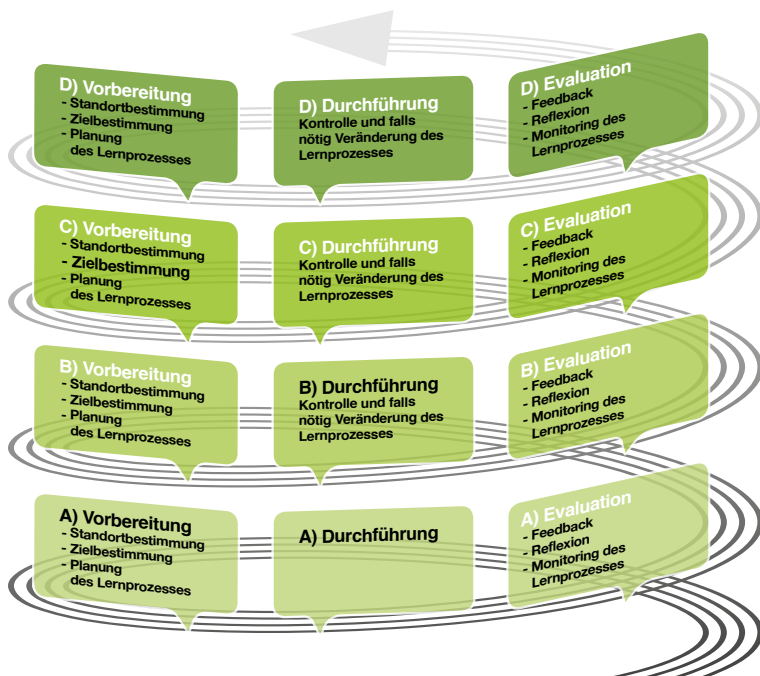 D) Vorbereitung
- Standortbestimmung
- Zielbestimmung
- Planung
des Lernprozesses
D) Durchführung
Kontrolle und falls
nötig Veränderung des
Lernprozesses
D) Evaluation
- Feedback
- Reflexion
- Monitoring des
Lernprozesses
C) Vorbereitung
- Standortbestimmung
- Zielbestimmung
- Planung
des Lernprozesses
C) Durchführung
Kontrolle und falls
nötig Veränderung des
Lernprozesses
C) Evaluation
- Feedback
- Reflexion
- Monitoring des
Lernprozesses
B) Vorbereitung
- Standortbestimmung
- Zielbestimmung
- Planung
des Lernprozesses
B) Durchführung
Kontrolle und falls
nötig Veränderung des
Lernprozesses
B) Evaluation
- Feedback
- Reflexion
- Monitoring des
Lernprozesses
A) Vorbereitung
- Standortbestimmung
- Zielbestimmung
- Planung
des Lernprozesses
A) Durchführung
A) Evaluation
- Feedback
- Reflexion
- Monitoring des
Lernprozesses